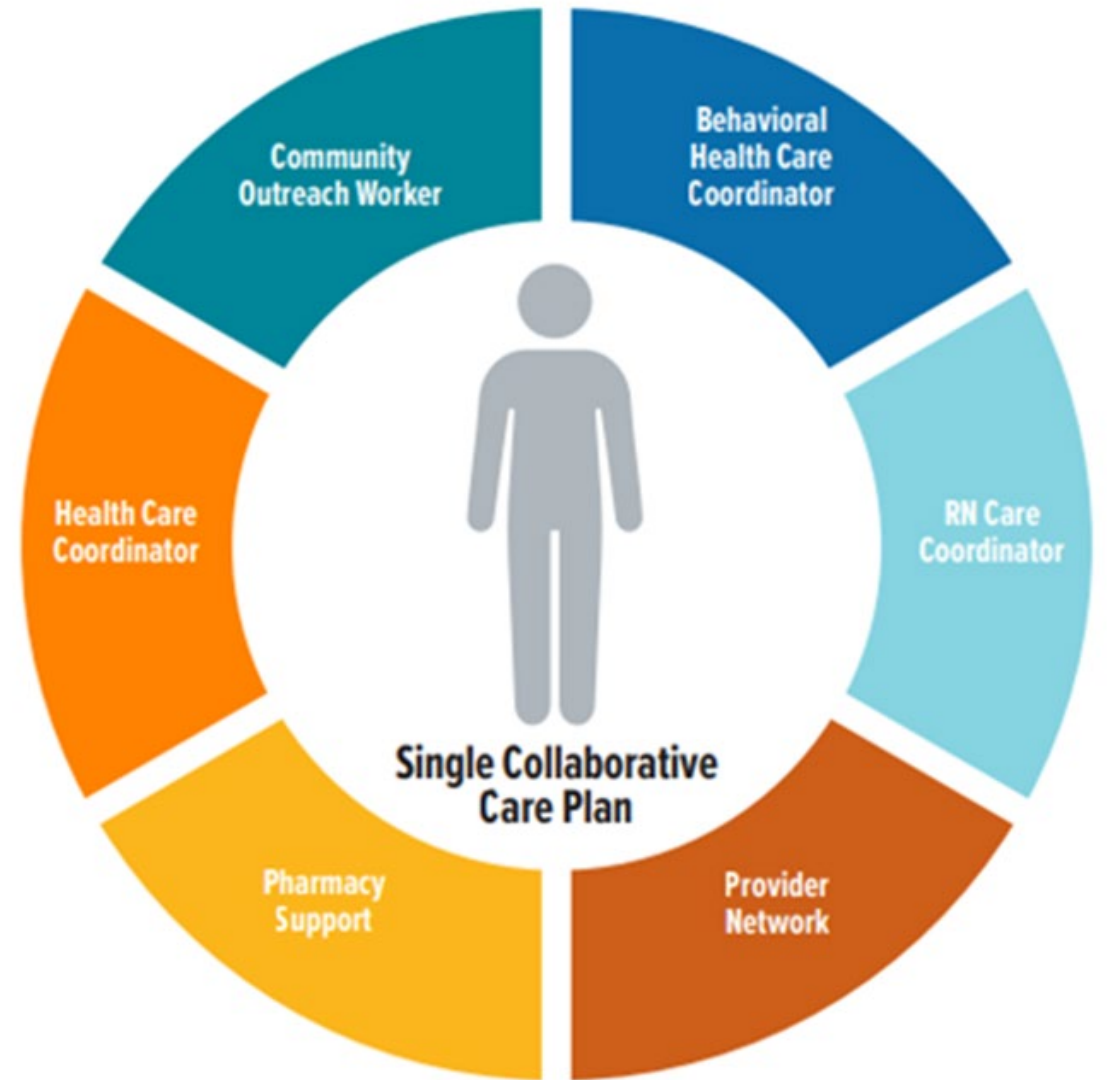 Community
Outreach Worker
Behavioral
Health Care
Coordinator
Health Care
Coordinator
RN Care
Coordinator
Single Collaborative
Care Plan
Pharmacy
Support
Provider
Network